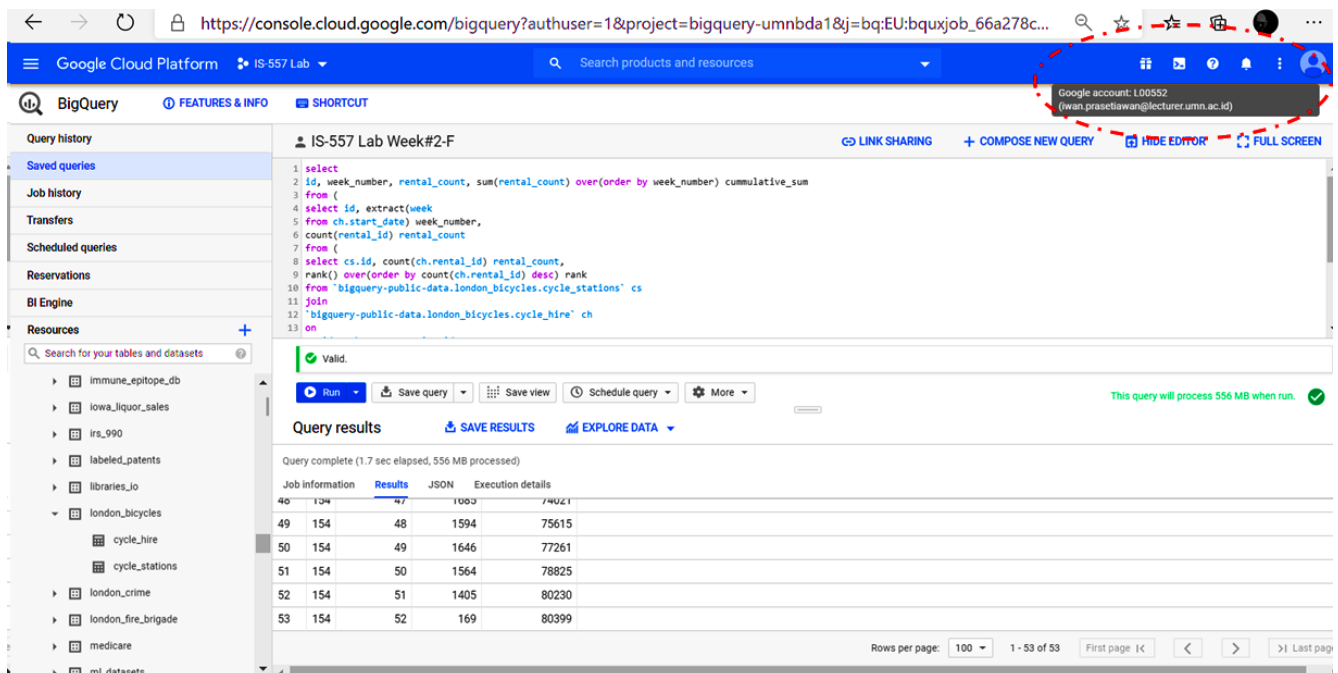 https://console.cloud.google.com/bigquery?authuser=1&project=bigquery-umnbda1&j=bq:EU:bquxjob_66a278c...
Google Cloud Platform IS-557 Lab Search products and resources
Google account: L00552
(iwan.prasetiawan@lecturer.umn.ac.id)
BigQuery FEATURES & INFO SHORTCUT
Query history
IS-557 Lab Week#2-F LINK SHARING COMPOSE NEW QUERY HIDE EDITOR FULL SCREEN
Saved queries
Job history
Transfers
Scheduled queries
Reservations
BI Engine
Resources
Search for your tables and datasets
immune_epitope_db
iowa_liquor_sales
irs_990
labeled_patents
libraries_io
london_bicycles
cycle_hire
cycle_stations
london_crime
london_fire_brigade
medicare
ml_datasets
1 select
2 id, week_number, rental_count, sum(rental_count) over(order by week_number) cummulative_sum
3 from (
4 select id, extract(week
5 from ch.start_date) week_number,
6 count(rental_id) rental_count
7 from (
8 select cs.id, count(ch.rental_id) rental_count,
9 rank() over(order by count(ch.rental_id) desc) rank
10 from `bigquery-public-data.london_bicycles.cycle_stations` cs
11 join
12 `bigquery-public-data.london_bicycles.cycle_hire` ch
13 on
Valid.
Run Save query Save view Schedule query More
This query will process 556 MB when run.
Query results SAVE RESULTS EXPLORE DATA
Query complete (1.7 sec elapsed, 556 MB processed)
Job information Results JSON Execution details
48 154 47 1685 74021
49 154 48 1594 75615
50 154 49 1646 77261
51 154 50 1564 78825
52 154 51 1405 80230
53 154 52 169 80399
Rows per page: 100 1 - 53 of 53 First page Last page